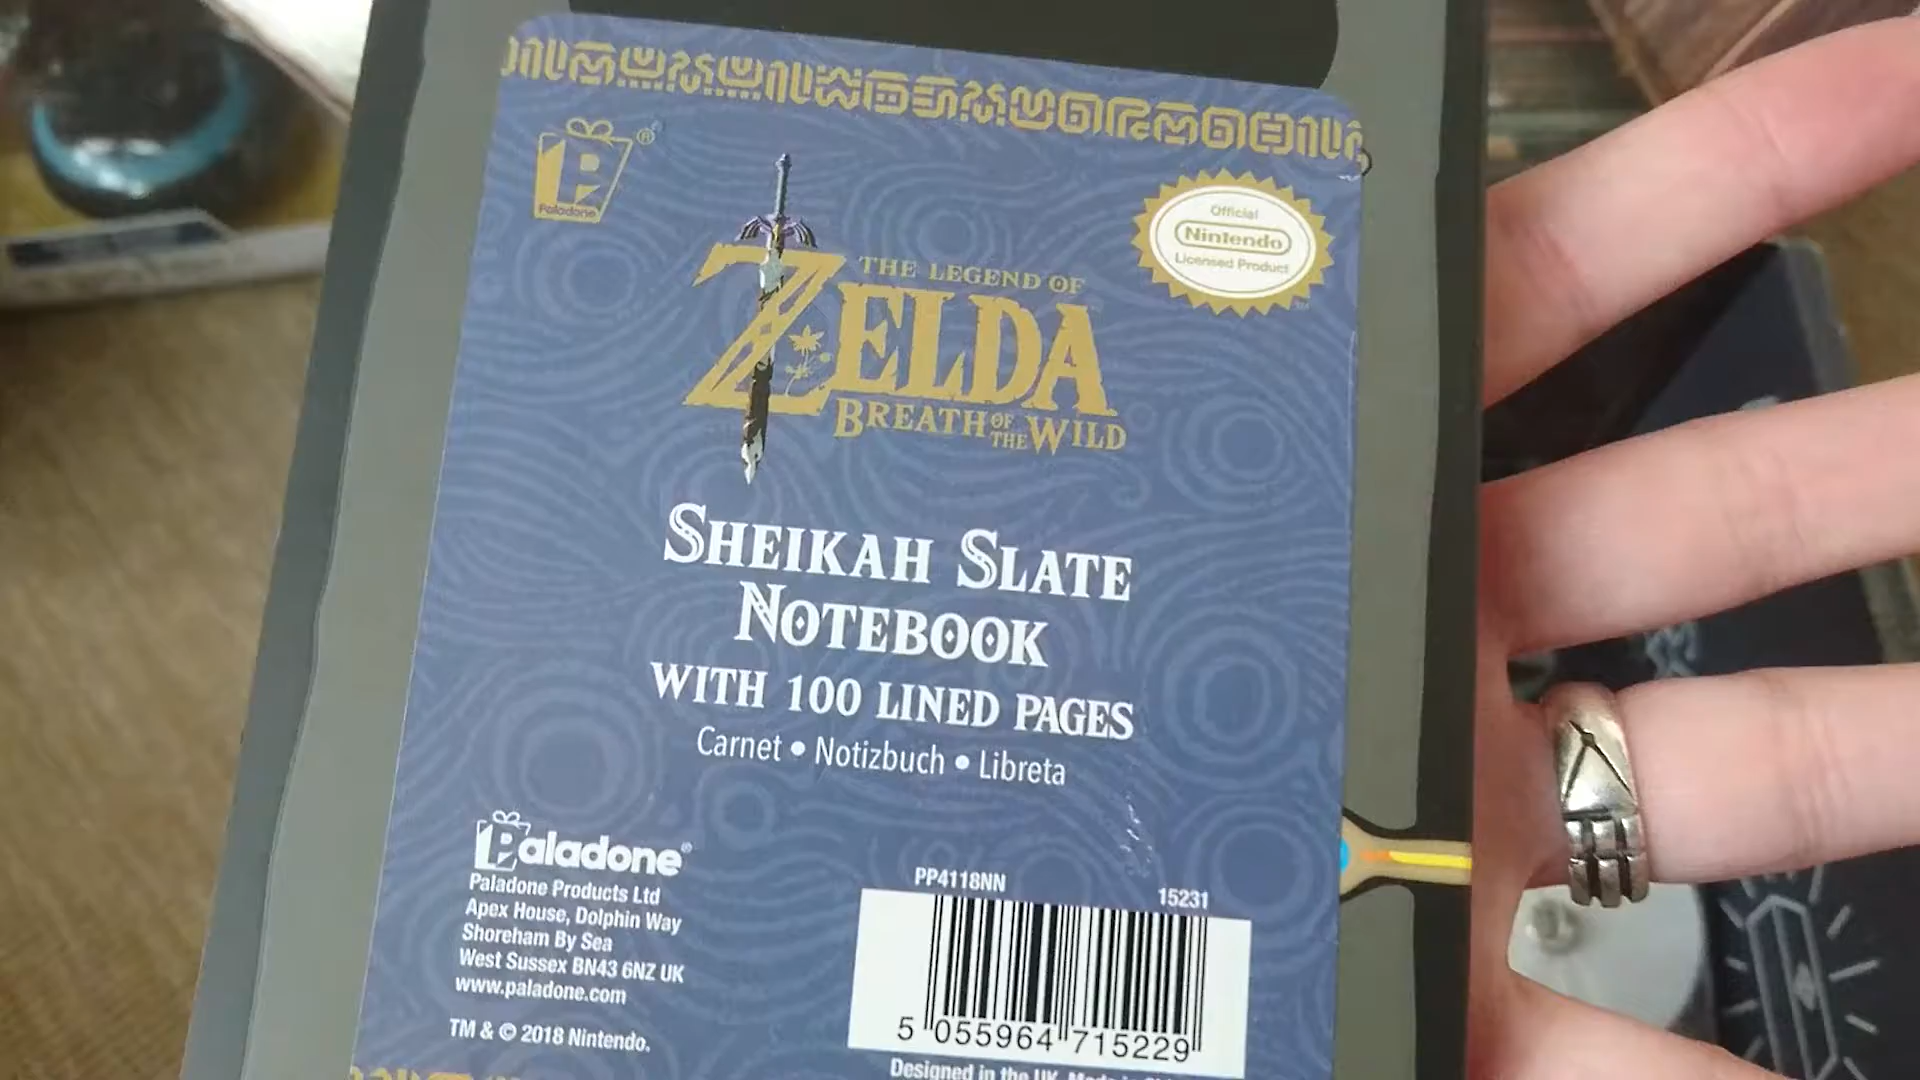 Paladone
®
Official
Nintendo
Licensed Product
THE LEGEND OF
ZELDA
BREATH OF THE WILD
SHEIKAH SLATE
NOTEBOOK
WITH 100 LINED PAGES
Carnet • Notizbuch • Libreta
Paladone®
Paladone Products Ltd
Apex House, Dolphin Way
Shoreham By Sea
West Sussex BN43 6NZ UK
www.paladone.com
TM & © 2018 Nintendo.
PP4118NN
15231
5 055964 715229
Designed in the UK. Made in